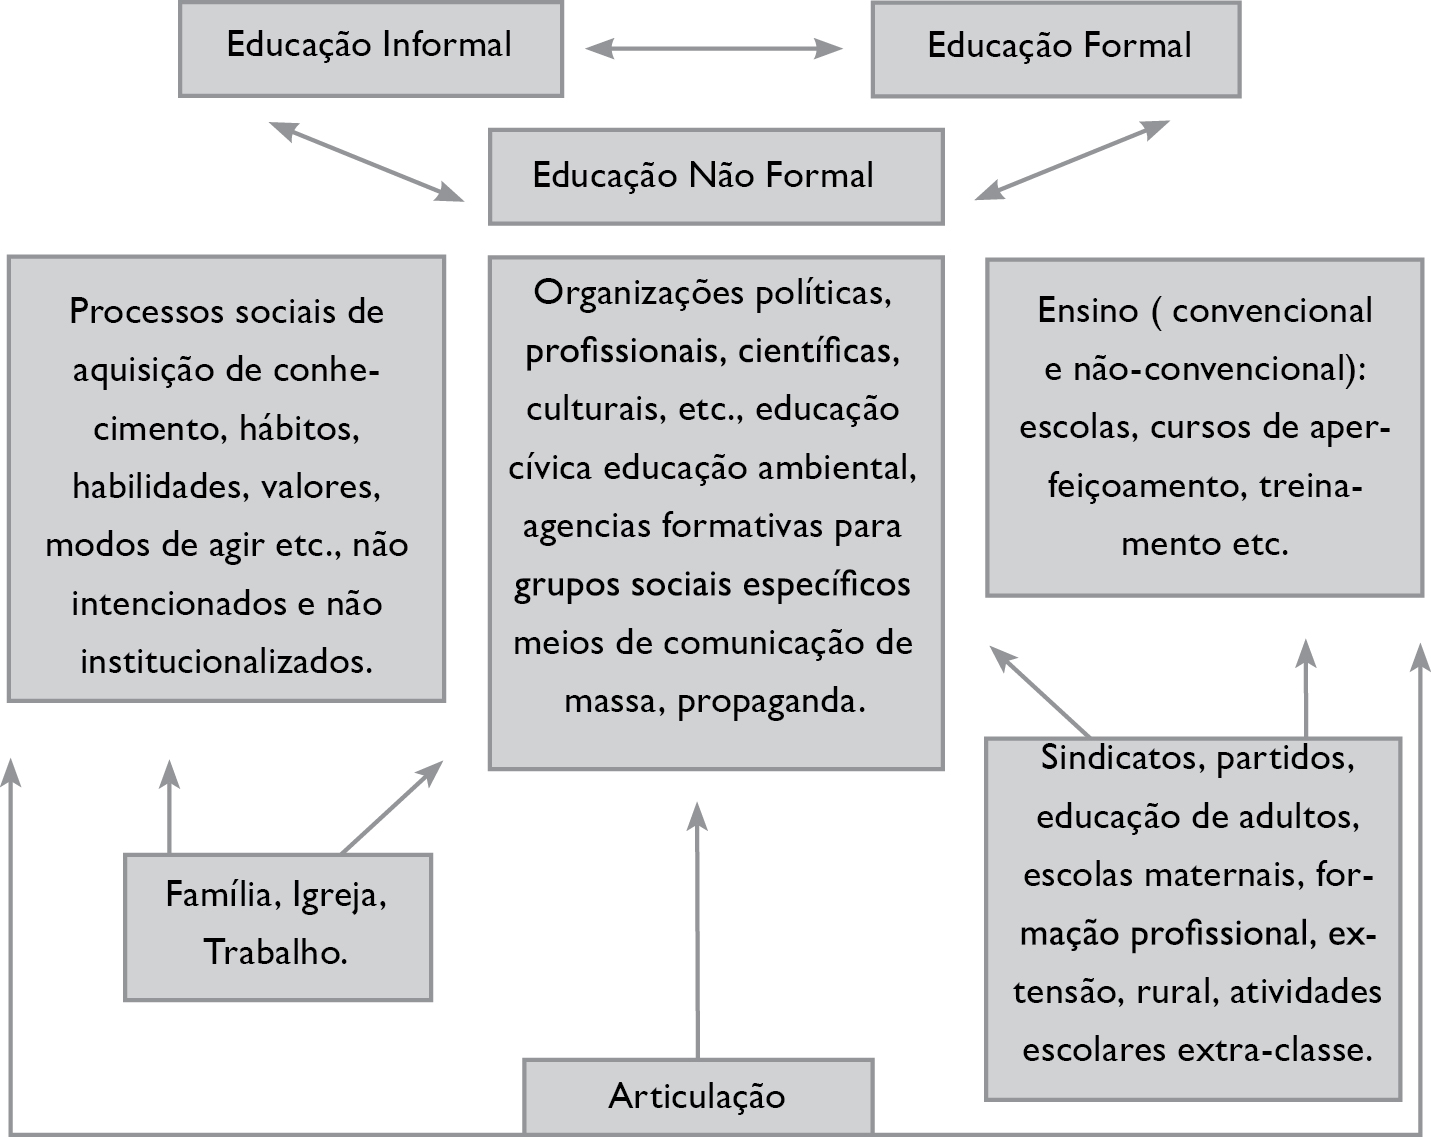 Educação Informal
Educação Formal
Educação Não Formal
Processos sociais de
aquisição de conhe-
cimento, hábitos,
habilidades, valores,
modos de agir etc., não
intencionados e não
institucionalizados.
Organizações políticas,
profissionais, científicas,
culturais, etc., educação
cívica educação ambiental,
agencias formativas para
grupos sociais específicos
meios de comunicação de
massa, propaganda.
Ensino ( convencional
e não-convencional):
escolas, cursos de aper-
feiçoamento, treina-
mento etc.
Família, Igreja,
Trabalho.
Sindicatos, partidos,
educação de adultos,
escolas maternais, for-
mação profissional, ex-
tensão, rural, atividades
escolares extra-classe.
Articulação